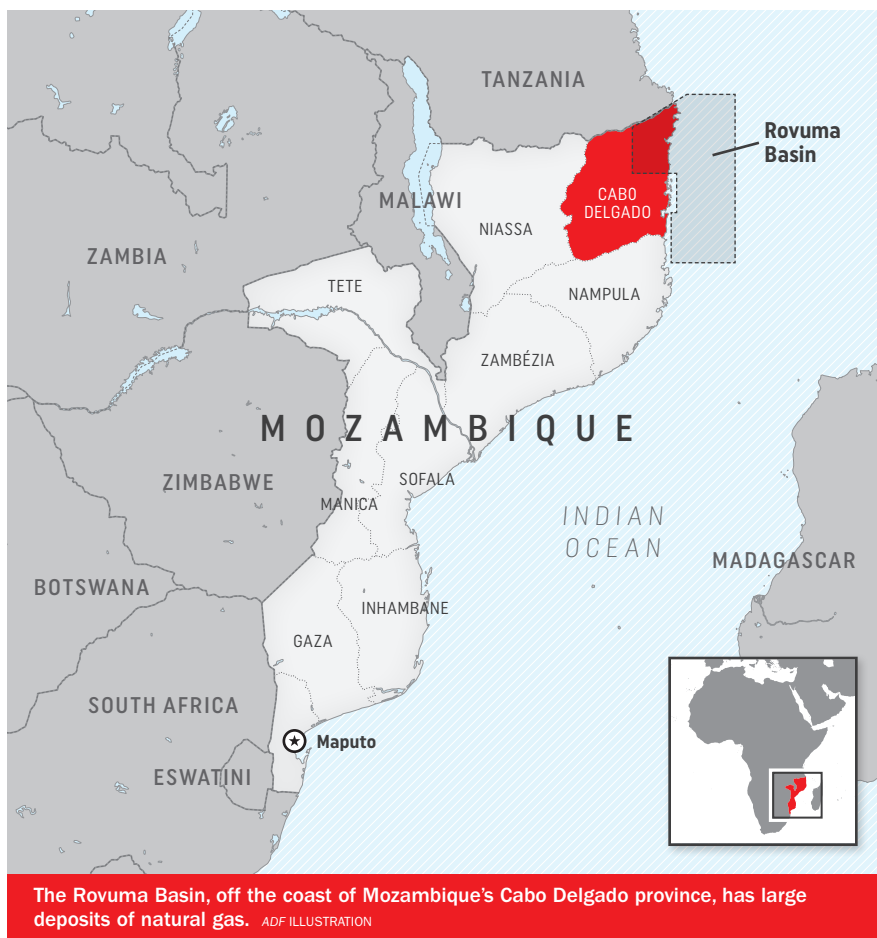 TANZANIA
Rovuma
Basin
CABO
DELGADO
MALAWI
NIASSA
ZAMBIA
TETE
NAMPULA
ZAMBÉZIA
MOZAMBIQUE
SOFALA
ZIMBABWE
MANICA
INDIAN
OCEAN
MADAGASCAR
BOTSWANA
INHAMBANE
GAZA
SOUTH AFRICA
Maputo
ESWATINI
The Rovuma Basin, off the coast of Mozambique's Cabo Delgado province, has large
deposits of natural gas. ADF ILLUSTRATION